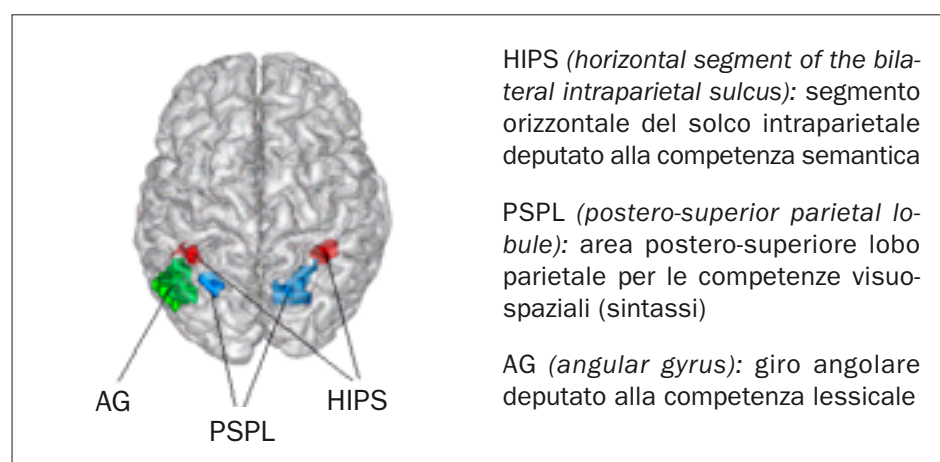 HIPS (horizontal segment of the bila-
teral intraparietal sulcus): segmento
orizzontale del solco intraparietale
deputato alla competenza semantica
PSPL (postero-superior parietal lo-
bule): area postero-superiore lobo
parietale per le competenze visuo-
spaziali (sintassi)
AG (angular gyrus): giro angolare
deputato alla competenza lessicale
AG
HIPS
PSPL